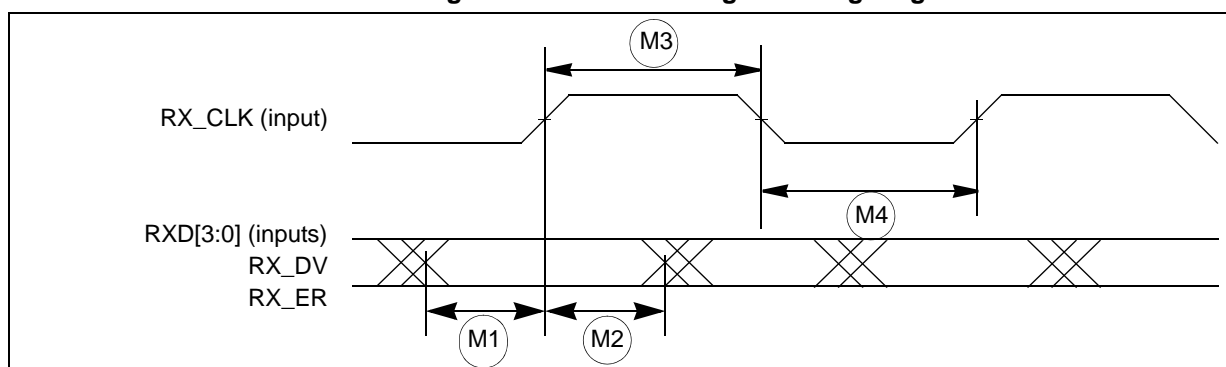 M3
RX_CLK (input)
M4
RXD[3:0] (inputs)
RX_DV
RX_ER
M1
M2